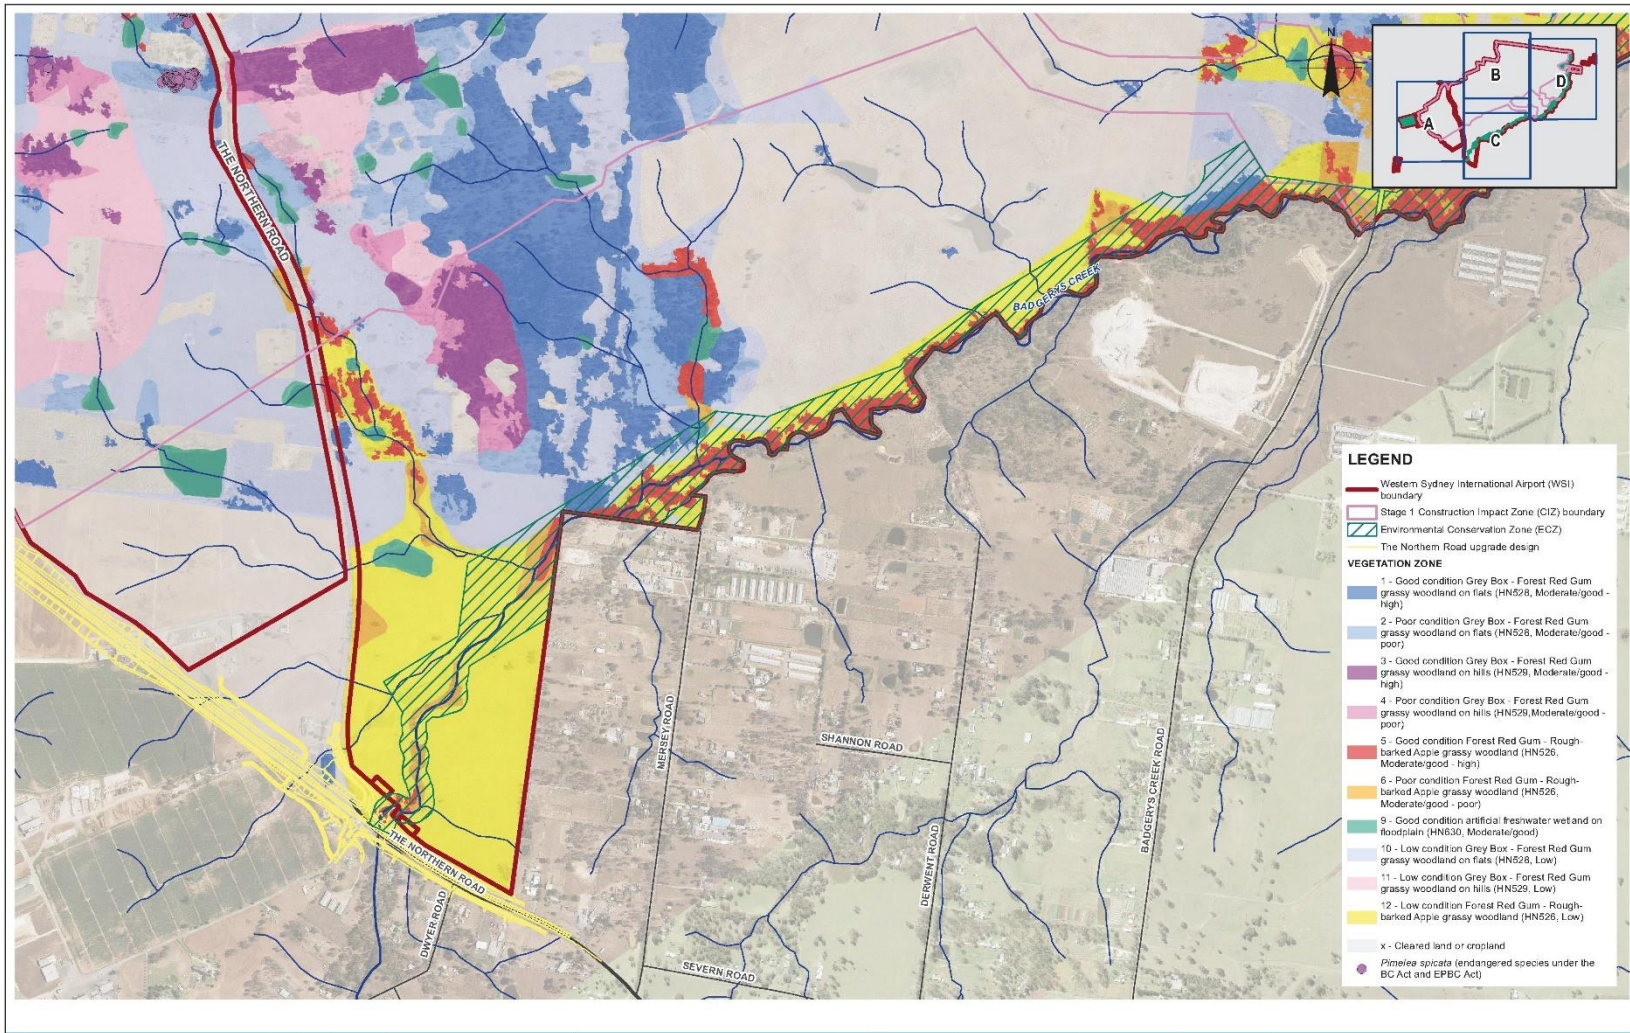 N
B
D
A
C
THE NORTHERN ROAD
BADGERYS CREEK
MERSEY ROAD
SHANNON ROAD
DERWENT ROAD
BADGERYS CREEK ROAD
THE NORTHERN ROAD
DWYER ROAD
SEVERN ROAD
LEGEND
Western Sydney International Airport (WSI)
boundary
Stage 1 Construction Impact Zone (CIZ) boundary
Environmental Conservation Zone (ECZ)
The Northern Road upgrade design
VEGETATION ZONE
1 - Good condition Grey Box - Forest Red Gum
grassy woodland on flats (HN528, Moderate/good -
high)
2 - Poor condition Grey Box - Forest Red Gum
grassy woodland on flats (HN528, Moderate/good -
poor)
3 - Good condition Grey Box - Forest Red Gum
grassy woodland on hills (HN529, Moderate/good -
high)
4 - Poor condition Grey Box - Forest Red Gum
grassy woodland on hills (HN529,Moderate/good -
poor)
5 - Good condition Forest Red Gum - Rough-
barked Apple grassy woodland (HN526,
Moderate/good - high)
6 - Poor condition Forest Red Gum - Rough-
barked Apple grassy woodland (HN526,
Moderate/good - poor)
9 - Good condition artificial freshwater wetland on
floodplain (HN630, Moderate/good)
10 - Low condition Grey Box - Forest Red Gum
grassy woodland on flats (HN528, Low)
11 - Low condition Grey Box - Forest Red Gum
grassy woodland on hills (HN529, Low)
12 - Low condition Forest Red Gum - Rough-
barked Apple grassy woodland (HN526, Low)
x - Cleared land or cropland
Pimelea spicata (endangered species under the
BC Act and EPBC Act)